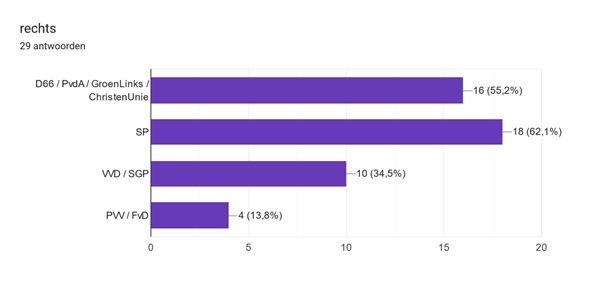 rechts
29 antwoorden
D66 / PvdA / GroenLinks /
ChristenUnie
16 (55,2%)
SP
18 (62,1%)
VVD / SGP
10 (34,5%)
PVV / FvD
4 (13,8%)
0 5 10 15 20